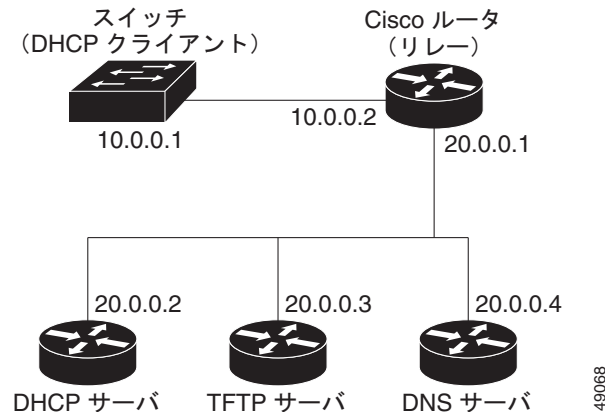 スイッチ
（DHCP クライアント）
Cisco ルータ
（リレー）
10.0.0.1
10.0.0.2
20.0.0.1
20.0.0.2
20.0.0.3
20.0.0.4
DHCP サーバ
TFTP サーバ
DNS サーバ
49068